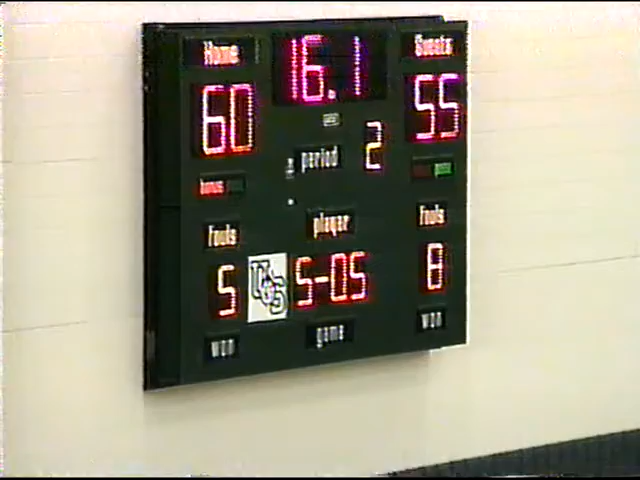 Home 16.1 Guests
60 55
period 2
bonus
fouls player fouls
5 5-05 8
won game won